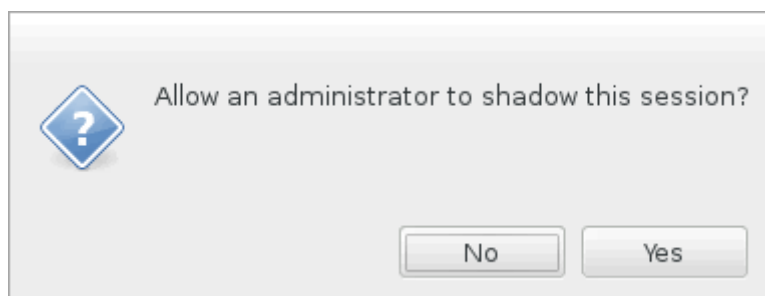 Allow an administrator to shadow this session?
No
Yes